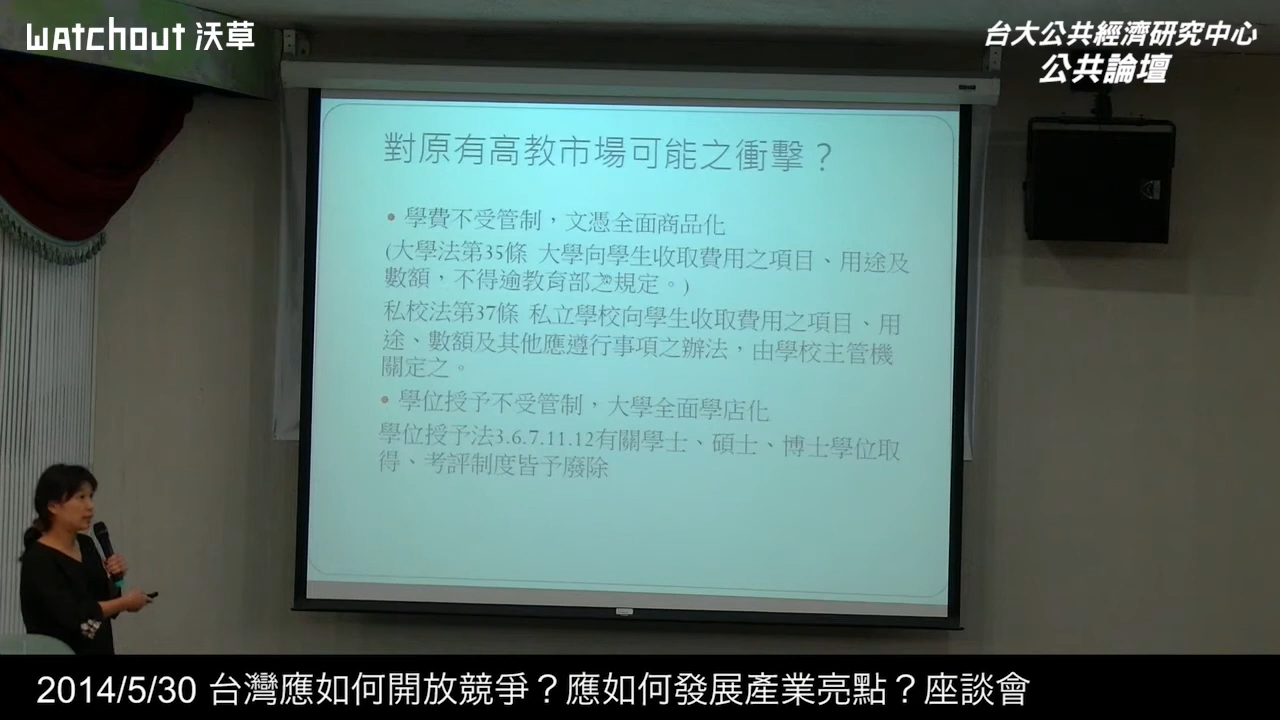 watchout 沃草
台大公共經濟研究中心
公共論壇
對原有高教市場可能之衝擊？
• 學費不受管制，文憑全面商品化
(大學法第35條 大學向學生收取費用之項目、用途及
數額，不得逾教育部之規定。)
私校法第37條 私立學校向學生收取費用之項目、用
途、數額及其他應遵行事項之辦法，由學校主管機
關定之。
• 學位授予不受管制，大學全面學店化
學位授予法3.6.7.11.12有關學士、碩士、博士學位取
得、考評制度皆予廢除
2014/5/30 台灣應如何開放競爭？應如何發展產業亮點？座談會